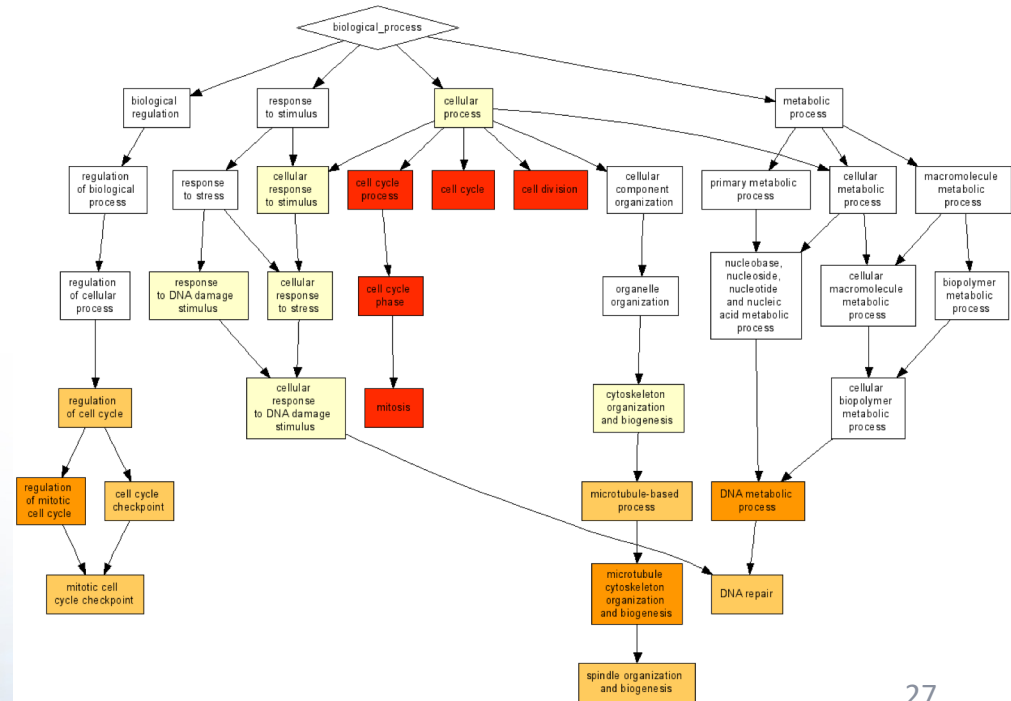 biological_process
biological
regulation
response
to stimulus
cellular
process
metabolic
process
regulation
of biological
process
response
to stress
cellular
response
to stimulus
cell cycle
process
cell cycle
cell division
cellular
component
organization
primary metabolic
process
cellular
metabolic
process
macromolecule
metabolic
process
regulation
of cellular
process
response
to DNA damage
stimulus
cellular
response
to stress
cell cycle
phase
organelle
organization
nucleobase,
nucleoside,
nucleotide
and nucleic
acid metabolic
process
cellular
macromolecule
metabolic
process
biopolymer
metabolic
process
regulation
of cell cycle
cellular
response
to DNA damage
stimulus
mitosis
cytoskeleton
organization
and biogenesis
cellular
biopolymer
metabolic
process
regulation
of mitotic
cell cycle
cell cycle
checkpoint
microtubule-based
process
DNA metabolic
process
mitotic cell
cycle checkpoint
microtubule
cytoskeleton
organization
and biogenesis
DNA repair
spindle organization
and biogenesis
27